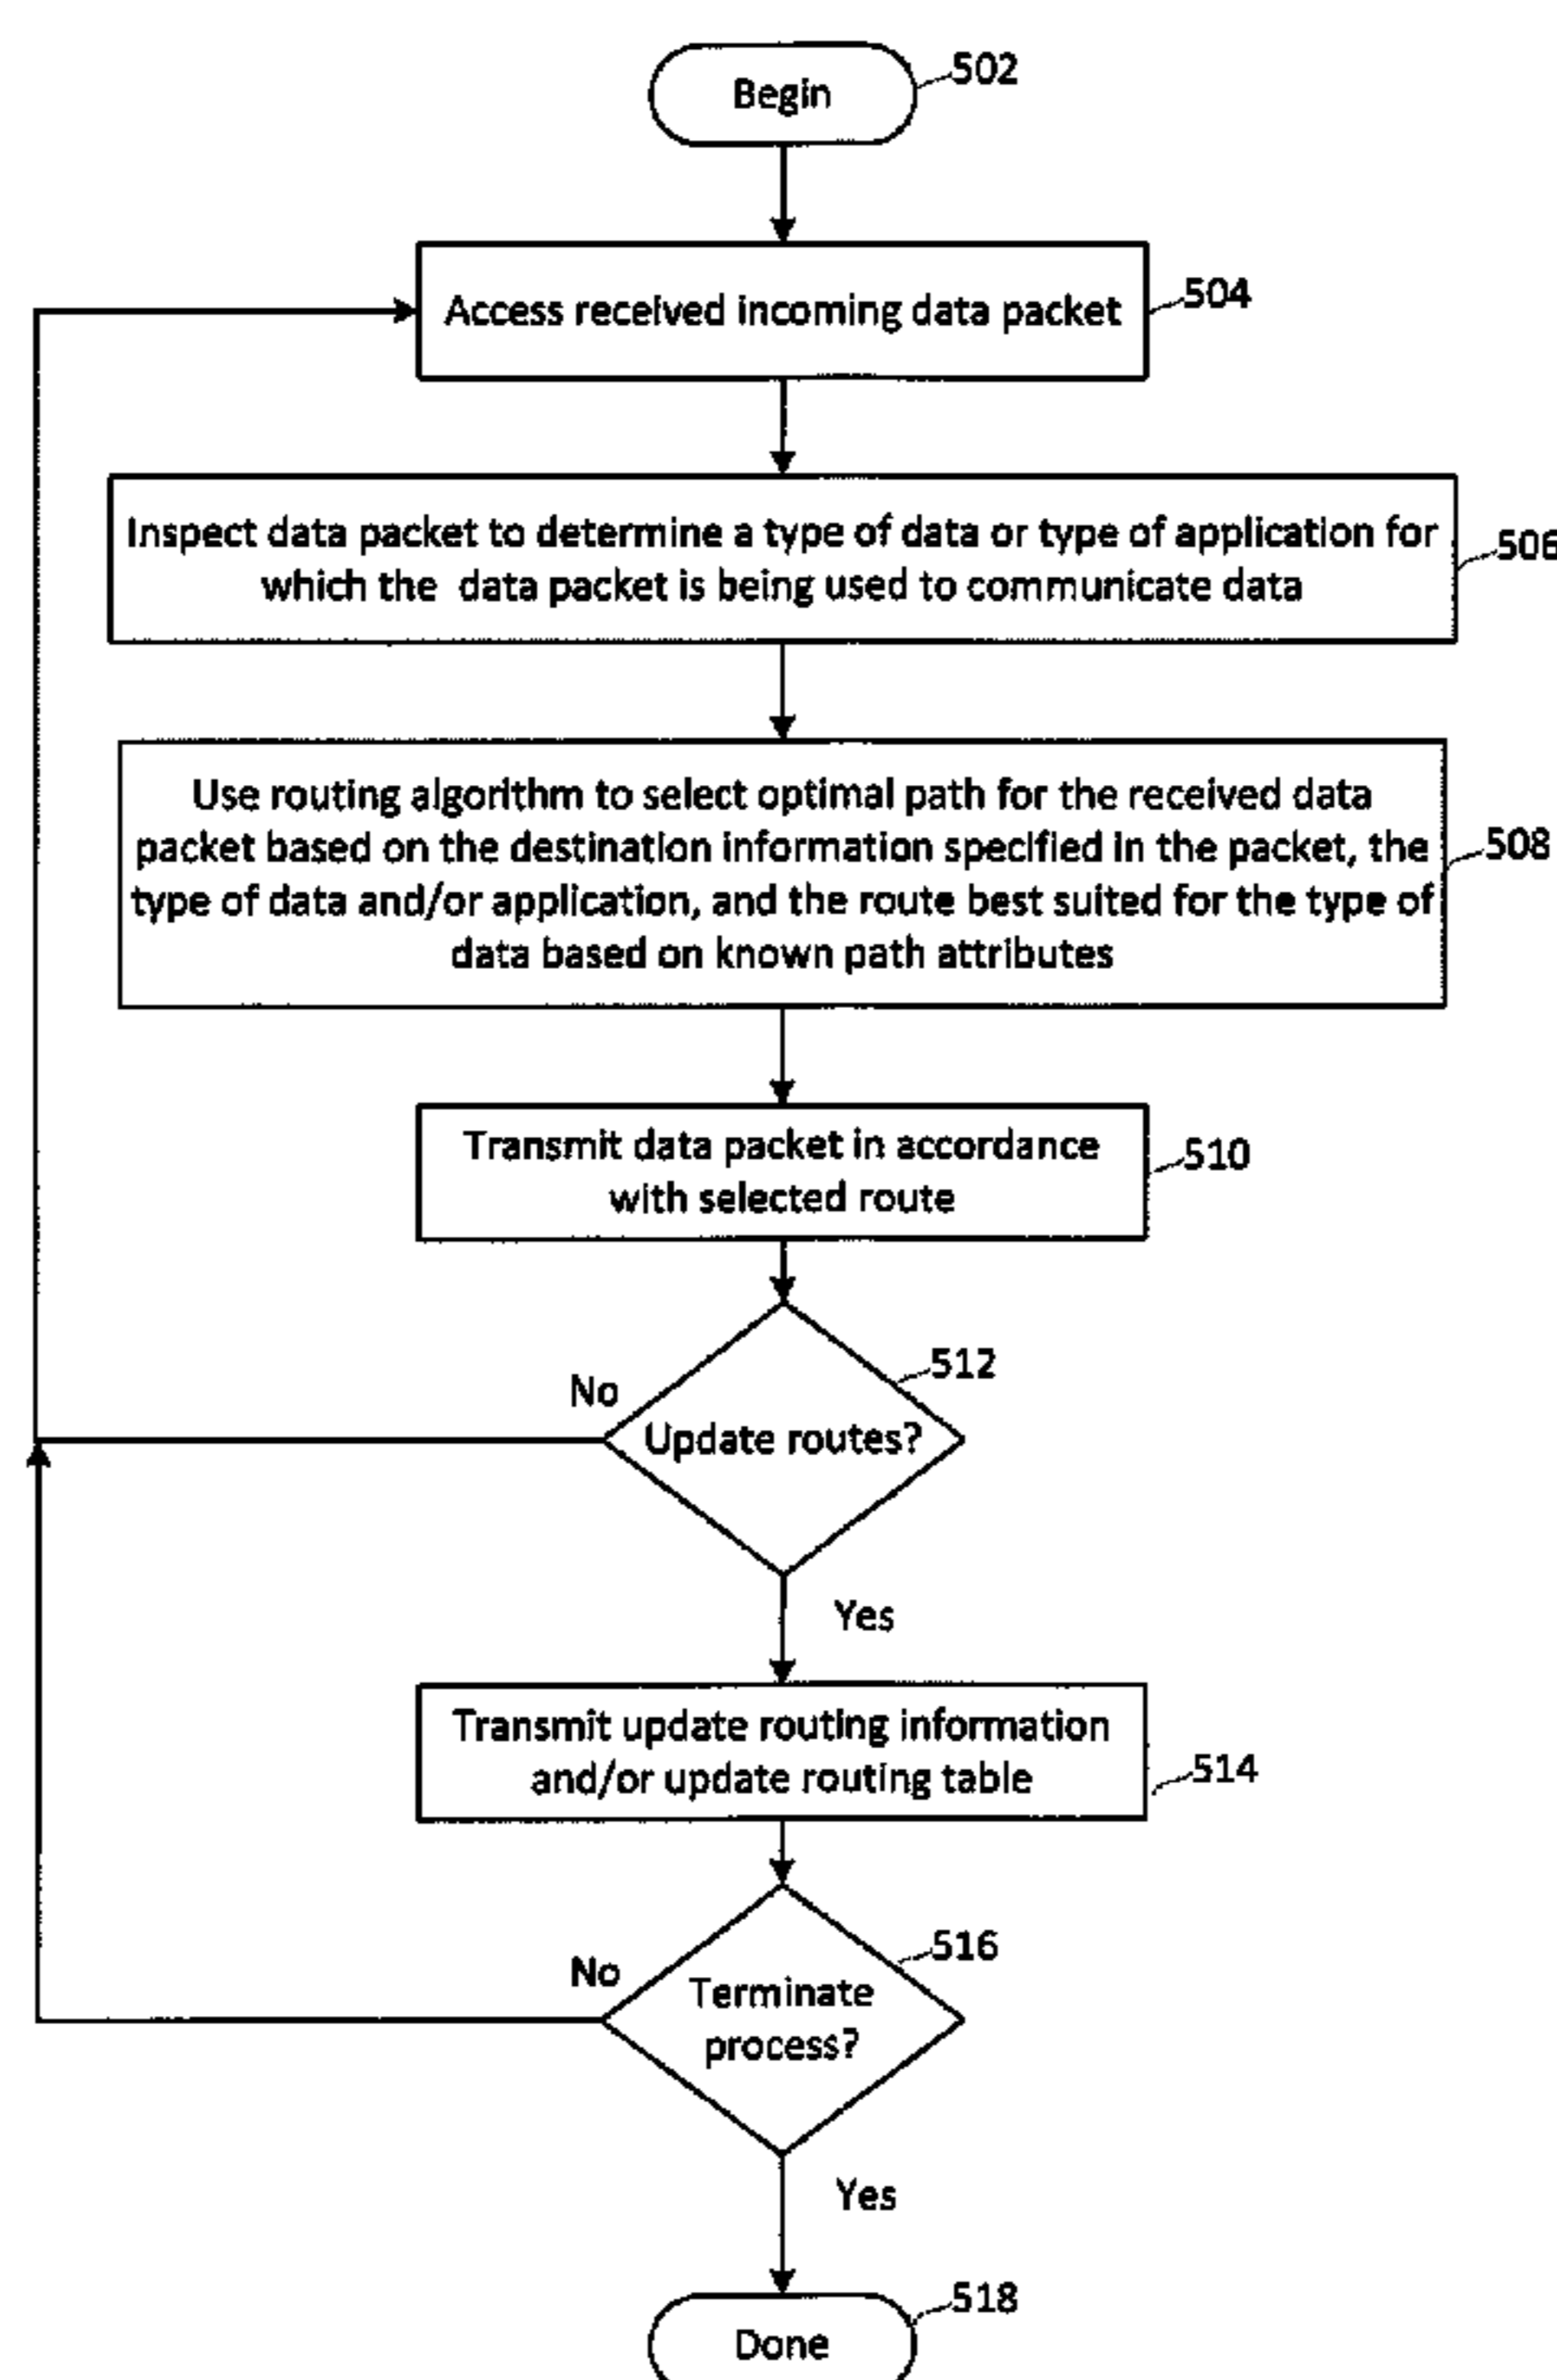 Begin
502
Access received incoming data packet
504
Inspect data packet to determine a type of data or type of application for
which the data packet is being used to communicate data
506
Use routing algorithm to select optimal path for the received data
packet based on the destination information specified in the packet, the
type of data and/or application, and the route best suited for the type of
data based on known path attributes
508
Transmit data packet in accordance
with selected route
510
512
No
Update routes?
Yes
Transmit update routing information
and/or update routing table
514
516
No
Terminate
process?
Yes
518
Done